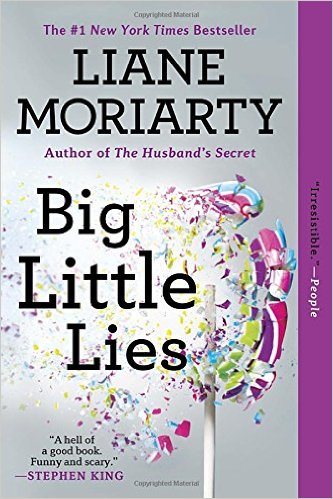 The #1 New York Times Bestseller
LIANE
MORIARTY
Author of The Husband's Secret
Big
Little
Lies
"A hell of
a good book.
Funny and scary."
—STEPHEN KING
"Irresistible."—People